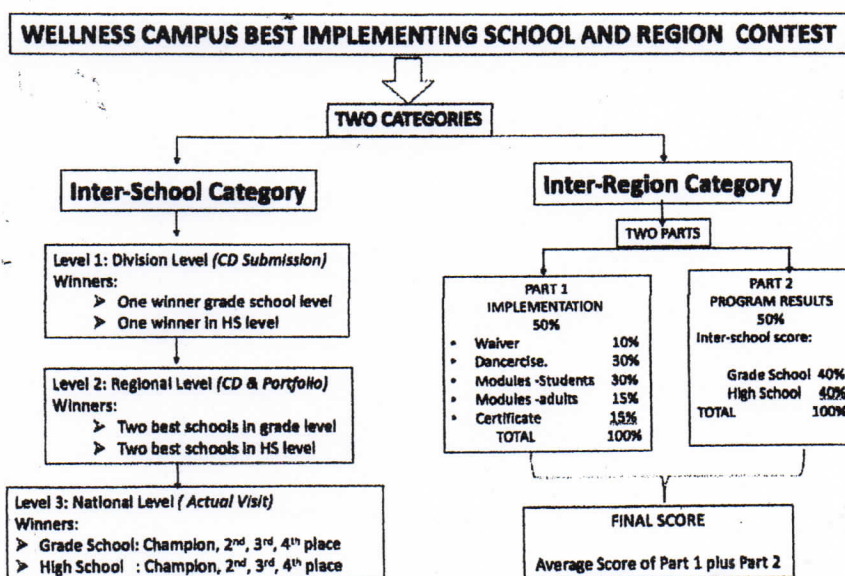 WELLNESS CAMPUS BEST IMPLEMENTING SCHOOL AND REGION CONTEST
TWO CATEGORIES
Inter-School Category
Level 1: Division Level (CD Submission)
Winners:
➤ One winner grade school level
➤ One winner in HS level
Level 2: Regional Level (CD & Portfolio)
Winners:
➤ Two best schools in grade level
➤ Two best schools in HS level
Level 3: National Level ( Actual Visit)
Winners:
➤ Grade School: Champion, 2nd, 3rd, 4th place
➤ High School : Champion, 2nd, 3rd, 4th place
Inter-Region Category
TWO PARTS
PART 1
IMPLEMENTATION
50%
• Waiver 10%
• Dancercise. 30%
• Modules -Students 30%
• Modules -adults 15%
• Certificate 15%
TOTAL 100%
PART 2
PROGRAM RESULTS
50%
Inter-school score:
Grade School 40%
High School 40%
TOTAL 100%
FINAL SCORE
Average Score of Part 1 plus Part 2